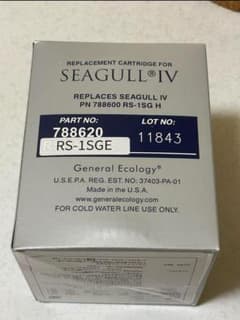 REPLACEMENT CARTRIDGE FOR
SEAGULL® IV
REPLACES SEAGULL IV
PN 788600 RS-1SG H
PART NO: LOT NO:
788620 11843
RS-1SGE
General Ecology®
U.S.E.P.A. REG. EST. NO: 37403-PA-01
Made in the U.S.A.
www.generalecology.com
FOR COLD WATER LINE USE ONLY.